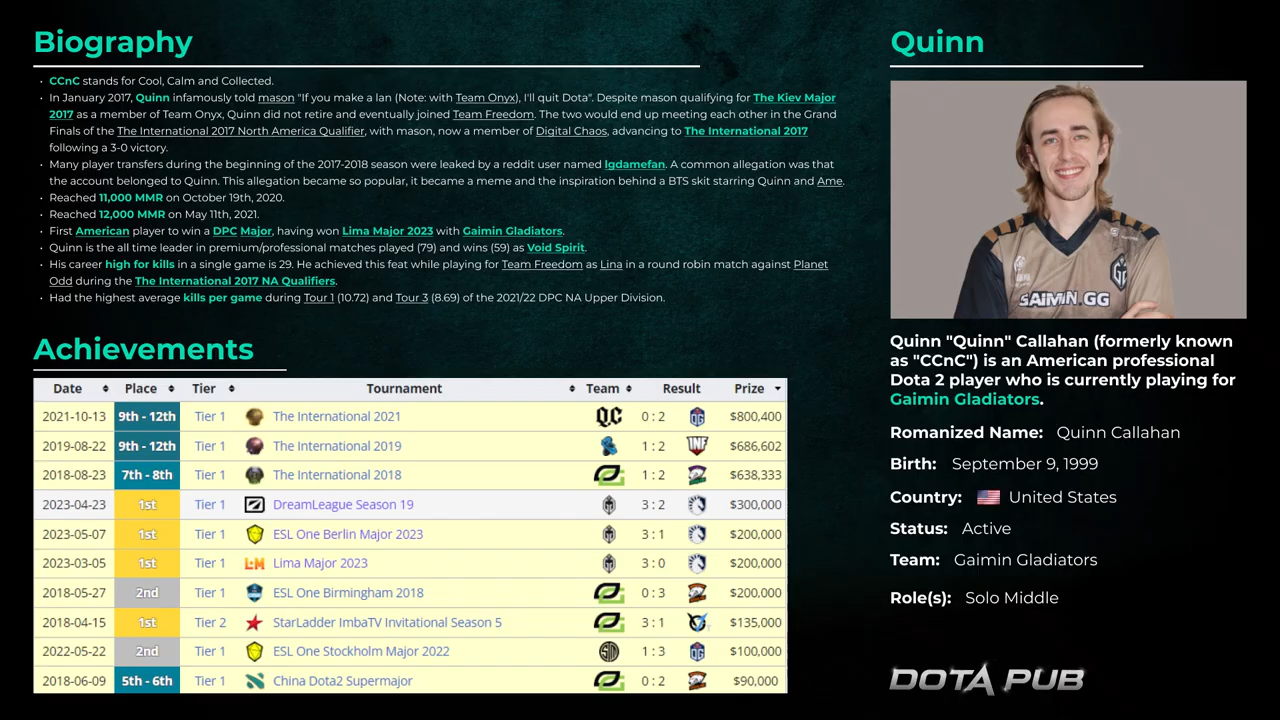 Biography
• CCnC stands for Cool, Calm and Collected.
• In January 2017, Quinn infamously told mason "If you make a lan (Note: with Team Onyx), I'll quit Dota". Despite mason qualifying for The Kiev Major
2017 as a member of Team Onyx, Quinn did not retire and eventually joined Team Freedom. The two would end up meeting each other in the Grand
Finals of the The International 2017 North America Qualifier, with mason, now a member of Digital Chaos, advancing to The International 2017
following a 3-0 victory.
• Many player transfers during the beginning of the 2017-2018 season were leaked by a reddit user named lgdamefan. A common allegation was that
the account belonged to Quinn. This allegation became so popular, it became a meme and the inspiration behind a BTS skit starring Quinn and Ame.
• Reached 11,000 MMR on October 19th, 2020.
• Reached 12,000 MMR on May 11th, 2021.
• First American player to win a DPC Major, having won Lima Major 2023 with Gaimin Gladiators.
• Quinn is the all time leader in premium/professional matches played (79) and wins (59) as Void Spirit.
• His career high for kills in a single game is 29. He achieved this feat while playing for Team Freedom as Lina in a round robin match against Planet
Odd during the The International 2017 NA Qualifiers.
• Had the highest average kills per game during Tour 1 (10.72) and Tour 3 (8.69) of the 2021/22 DPC NA Upper Division.
Achievements
Date Place Tier Tournament Team Result Prize
2021-10-13 9th - 12th Tier 1 The International 2021 QC 0 : 2 OG $800,400
2019-08-22 9th - 12th Tier 1 The International 2019 1 : 2 INF $686,602
2018-08-23 7th - 8th Tier 1 The International 2018 1 : 2 $638,333
2023-04-23 1st Tier 1 DreamLeague Season 19 3 : 2 $300,000
2023-05-07 1st Tier 1 ESL One Berlin Major 2023 3 : 1 $200,000
2023-03-05 1st Tier 1 L:M Lima Major 2023 3 : 0 $200,000
2018-05-27 2nd Tier 1 ESL One Birmingham 2018 0 : 3 $200,000
2018-04-15 1st Tier 2 StarLadder ImbaTV Invitational Season 5 3 : 1 $135,000
2022-05-22 2nd Tier 1 ESL One Stockholm Major 2022 1 : 3 OG $100,000
2018-06-09 5th - 6th Tier 1 China Dota2 Supermajor 0 : 2 $90,000
Quinn
SAIMIN.GG
Quinn "Quinn" Callahan (formerly known
as "CCnC") is an American professional
Dota 2 player who is currently playing for
Gaimin Gladiators.
Romanized Name: Quinn Callahan
Birth: September 9, 1999
Country: United States
Status: Active
Team: Gaimin Gladiators
Role(s): Solo Middle
DOTA PUB